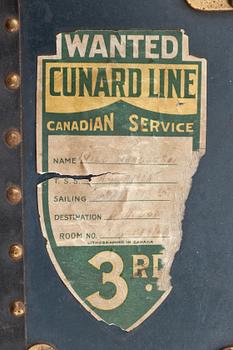 WANTED
CUNARD LINE
CANADIAN SERVICE
NAME
T.S.S.
SAILING
DESTINATION
ROOM NO.
LITHOGRAPHED IN CANADA
3RD.